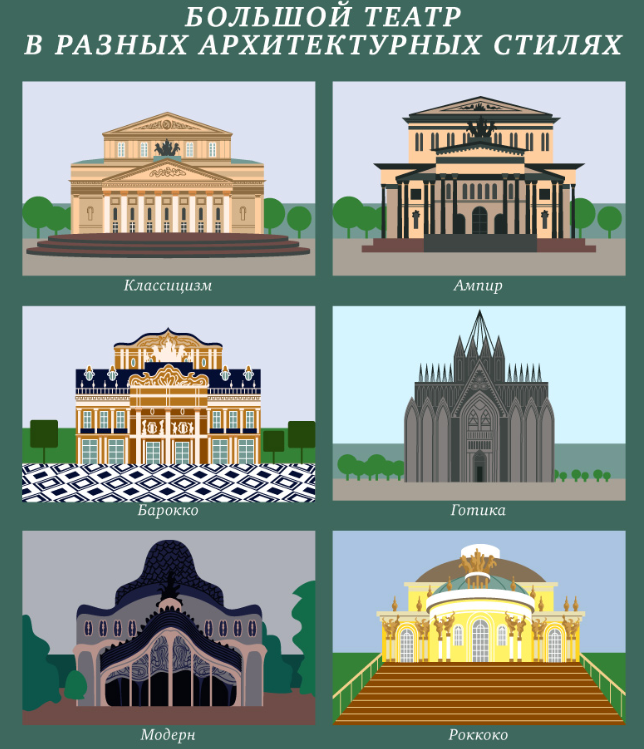 БОЛЬШОЙ ТЕАТР
В РАЗНЫХ АРХИТЕКТУРНЫХ СТИЛЯХ
Классицизм
Ампир
Барокко
Готика
Модерн
Роккоко